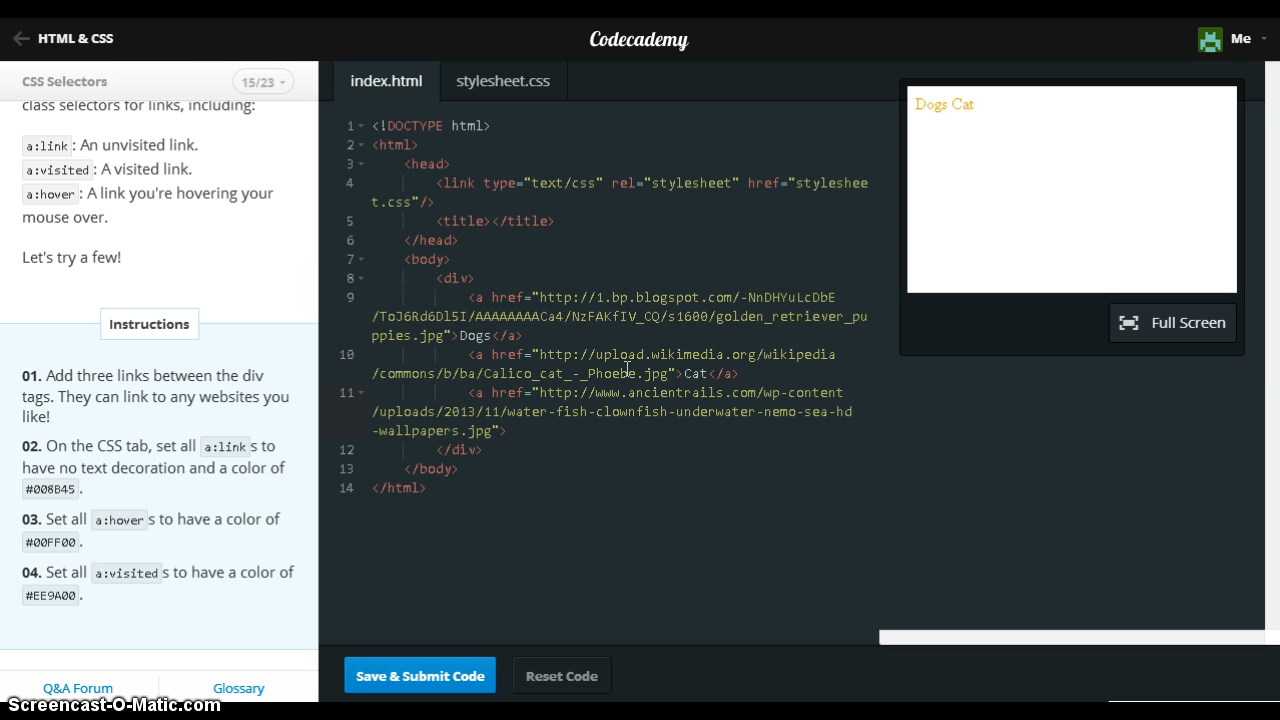 HTML & CSS
Codecademy
Me
CSS Selectors
15/23
class selectors for links, including:
a:link : An unvisited link.
a:visited : A visited link.
a:hover : A link you're hovering your
mouse over.
Let's try a few!
Instructions
01. Add three links between the div
tags. They can link to any websites you
like!
02. On the CSS tab, set all a:link s to
have no text decoration and a color of
#008B45 .
03. Set all a:hover s to have a color of
#00FF00 .
04. Set all a:visited s to have a color of
#EE9A00 .
Q&A Forum
Glossary
index.html
stylesheet.css
1 <!DOCTYPE html>
2 <html>
3 <head>
4 <link type="text/css" rel="stylesheet" href="styleshee
t.css"/>
5 <title></title>
6 </head>
7 <body>
8 <div>
9 <a href="http://1.bp.blogspot.com/-NnDHYuLcDbE
/ToJ6Rd6Dl5I/AAAAAAAACa4/NzFAKfIV_CQ/s1600/golden_retriever_pu
ppies.jpg">Dogs</a>
10 <a href="http://upload.wikimedia.org/wikipedia
/commons/b/ba/Calico_cat_-_Phoebe.jpg">Cat</a>
11 <a href="http://www.ancientrails.com/wp-content
/uploads/2013/11/water-fish-clownfish-underwater-nemo-sea-hd
-wallpapers.jpg">
12 </div>
13 </body>
14 </html>
Dogs Cat
Full Screen
Save & Submit Code
Reset Code
Screencast-O-Matic.com